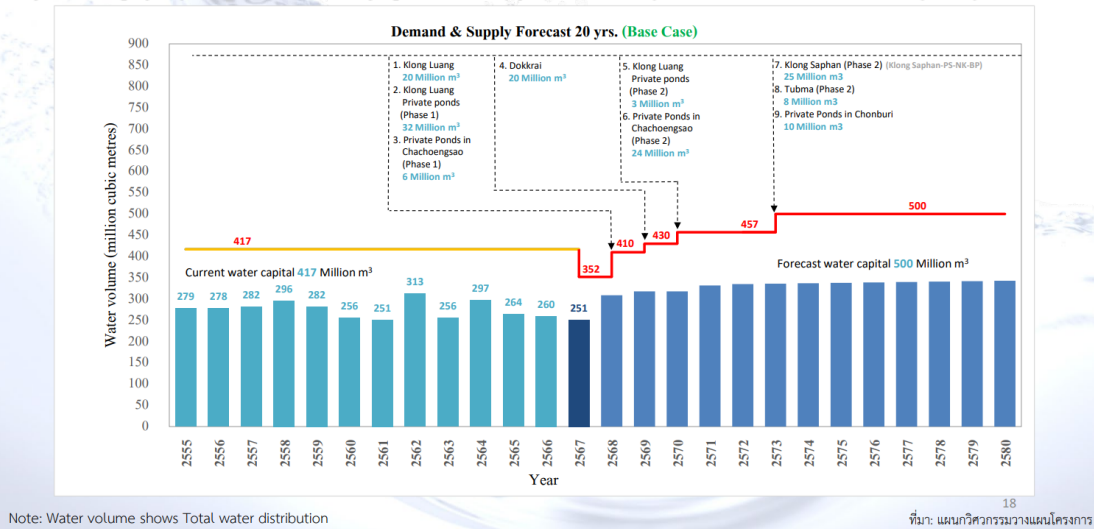 Demand & Supply Forecast 20 yrs. (Base Case)
Water volume (million cubic metres)
900
850
800
750
700
650
600
550
500
450
400
350
300
250
200
150
100
50
0
1. Klong Luang
20 Million m³
2. Klong Luang
Private ponds
(Phase 1)
32 Million m³
3. Private Ponds in
Chachoengsao
(Phase 1)
6 Million m³
4. Dokkrai
20 Million m³
5. Klong Luang
Private ponds
(Phase 2)
3 Million m³
6. Private Ponds in
Chachoengsao
(Phase 2)
24 Million m³
7. Klong Saphan (Phase 2) (Klong Saphan-PS-NK-BP)
25 Million m3
8. Tubma (Phase 2)
8 Million m3
9. Private Ponds in Chonburi
10 Million m3
417
352
410
430
457
500
Current water capital 417 Million m³
Forecast water capital 500 Million m³
279
278
282
296
282
256
251
313
256
297
264
260
251
2555
2556
2557
2558
2559
2560
2561
2562
2563
2564
2565
2566
2567
2568
2569
2570
2571
2572
2573
2574
2575
2576
2577
2578
2579
2580
Year
18
Note: Water volume shows Total water distribution
ที่มา: แผนกวิศวกรรมวางแผนโครงการ